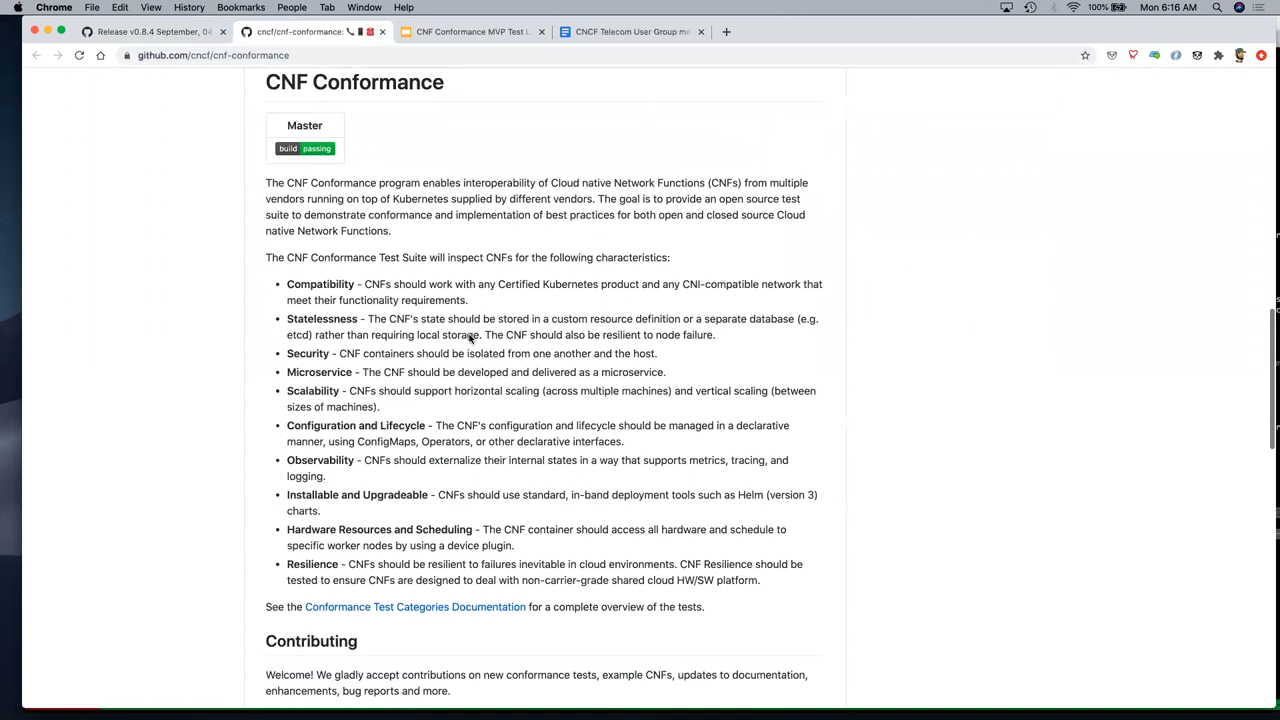 Chrome File Edit View History Bookmarks People Tab Window Help 100% Mon 6:16 AM
Release v0.8.4 September, 04 cncf/cnf-conformance: CNF Conformance MVP Test L CNCF Telecom User Group me
github.com/cncf/cnf-conformance
CNF Conformance
Master
build passing
The CNF Conformance program enables interoperability of Cloud native Network Functions (CNFs) from multiple
vendors running on top of Kubernetes supplied by different vendors. The goal is to provide an open source test
suite to demonstrate conformance and implementation of best practices for both open and closed source Cloud
native Network Functions.
The CNF Conformance Test Suite will inspect CNFs for the following characteristics:
• Compatibility - CNFs should work with any Certified Kubernetes product and any CNI-compatible network that
meet their functionality requirements.
• Statelessness - The CNF's state should be stored in a custom resource definition or a separate database (e.g.
etcd) rather than requiring local storage. The CNF should also be resilient to node failure.
• Security - CNF containers should be isolated from one another and the host.
• Microservice - The CNF should be developed and delivered as a microservice.
• Scalability - CNFs should support horizontal scaling (across multiple machines) and vertical scaling (between
sizes of machines).
• Configuration and Lifecycle - The CNF's configuration and lifecycle should be managed in a declarative
manner, using ConfigMaps, Operators, or other declarative interfaces.
• Observability - CNFs should externalize their internal states in a way that supports metrics, tracing, and
logging.
• Installable and Upgradeable - CNFs should use standard, in-band deployment tools such as Helm (version 3)
charts.
• Hardware Resources and Scheduling - The CNF container should access all hardware and schedule to
specific worker nodes by using a device plugin.
• Resilience - CNFs should be resilient to failures inevitable in cloud environments. CNF Resilience should be
tested to ensure CNFs are designed to deal with non-carrier-grade shared cloud HW/SW platform.
See the Conformance Test Categories Documentation for a complete overview of the tests.
Contributing
Welcome! We gladly accept contributions on new conformance tests, example CNFs, updates to documentation,
enhancements, bug reports and more.